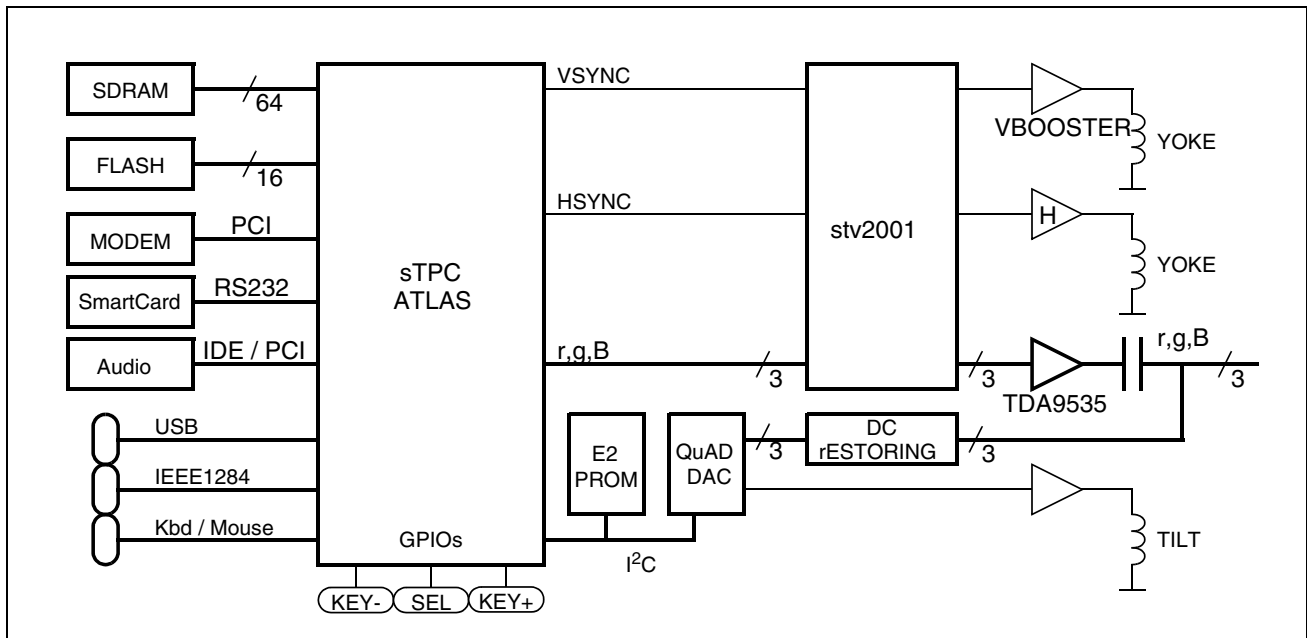 SDRAM
64
VSYNC
VBOOSTER
YOKE
FLASH
16
HSYNC
H
YOKE
MODEM
PCI
sTPC
ATLAS
stv2001
SmartCard
RS232
Audio
IDE / PCI
r,g,B
3
3
TDA9535
r,g,B
3
USB
IEEE1284
Kbd / Mouse
E2
PROM
QuAD
DAC
3
DC
rESTORING
3
GPIOs
I²C
TILT
KEY-
SEL
KEY+